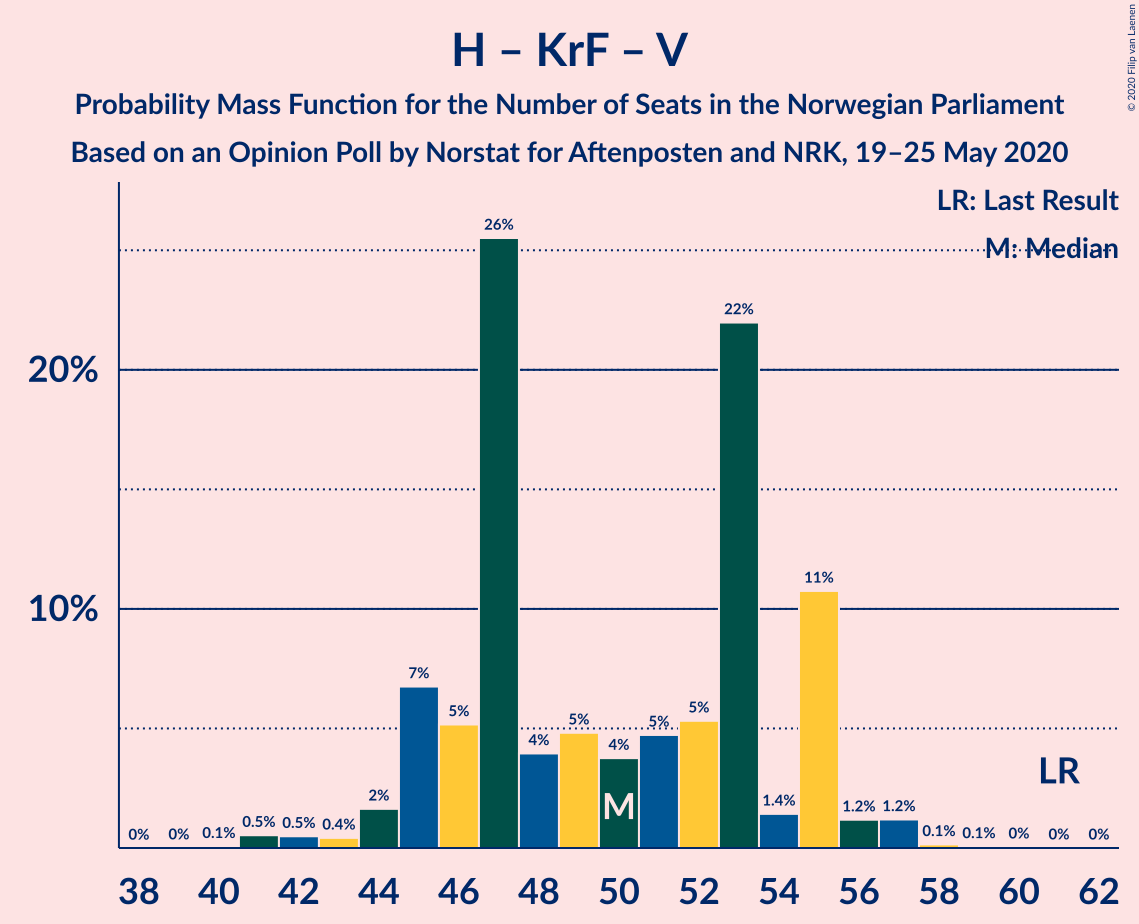 H – KrF – V
Probability Mass Function for the Number of Seats in the Norwegian Parliament
Based on an Opinion Poll by Norstat for Aftenposten and NRK, 19–25 May 2020
© 2020 Filip van Laenen
LR: Last Result
M: Median
20%
10%
0% 0% 0.1% 0.5% 0.5% 0.4% 2% 7% 5% 26% 4% 5% 4% 5% 5% 22% 1.4% 11% 1.2% 1.2% 0.1% 0.1% 0% 0% 0%
LR
M
38 40 42 44 46 48 50 52 54 56 58 60 62